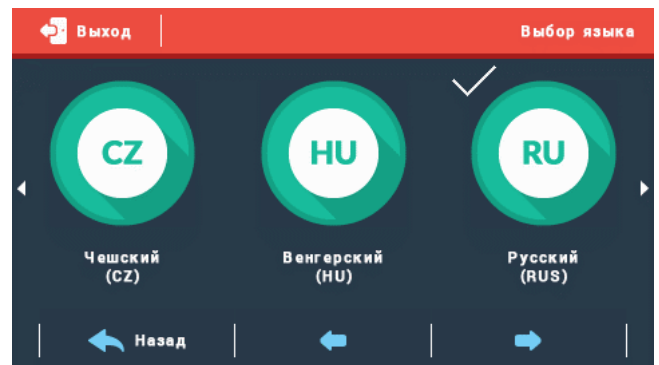 Выход
Выбор языка
CZ
HU
RU
Чешский
(CZ)
Венгерский
(HU)
Русский
(RUS)
Назад